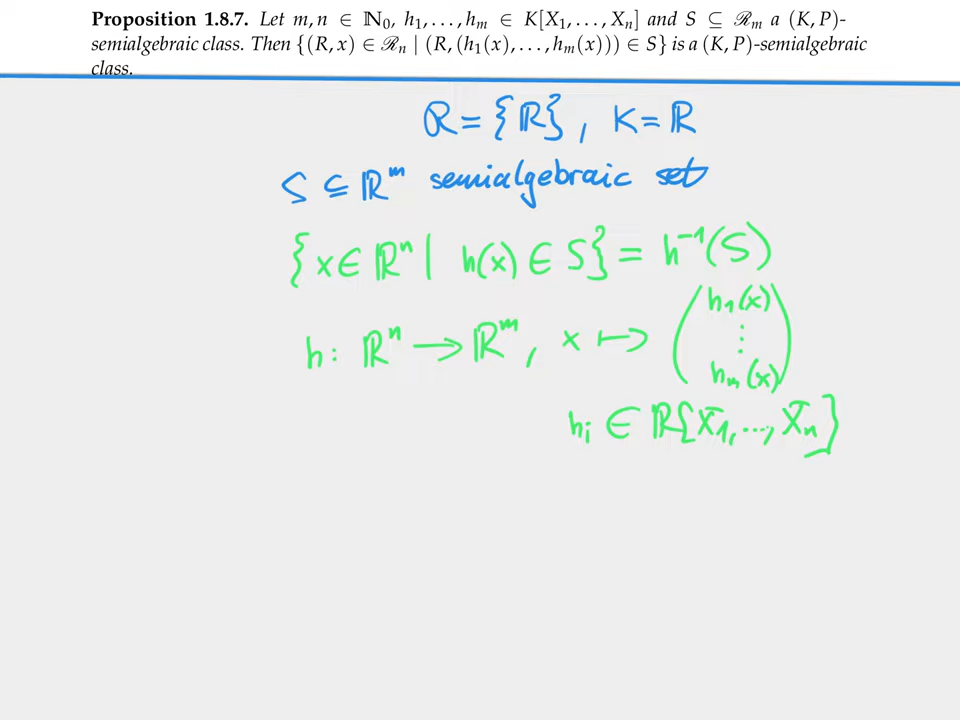 Proposition 1.8.7. Let m, n ∈ ℕ₀, h₁, . . . , hₘ ∈ K[X₁, . . . , Xₙ] and S ⊆ ℛₘ a (K, P)-
semialgebraic class. Then {(R, x) ∈ ℛₙ | (R, (h₁(x), . . . , hₘ(x))) ∈ S} is a (K, P)-semialgebraic
class.
ℛ = {ℝ}, K = ℝ
S ⊆ ℝᵐ semialgebraic set
{x ∈ ℝⁿ | h(x) ∈ S} = h⁻¹(S)
h: ℝⁿ → ℝᵐ, x ↦ (h₁(x) ⋮ hₘ(x))
hᵢ ∈ ℝ[X₁, ..., Xₙ]